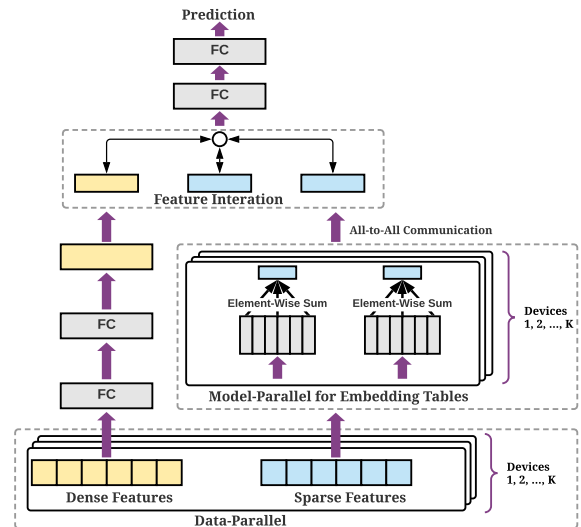 Prediction
FC
FC
Feature Interation
All-to-All Communication
FC
FC
Element-Wise Sum
Element-Wise Sum
Model-Parallel for Embedding Tables
Devices
1, 2, ..., K
Dense Features
Sparse Features
Data-Parallel
Devices
1, 2, ..., K